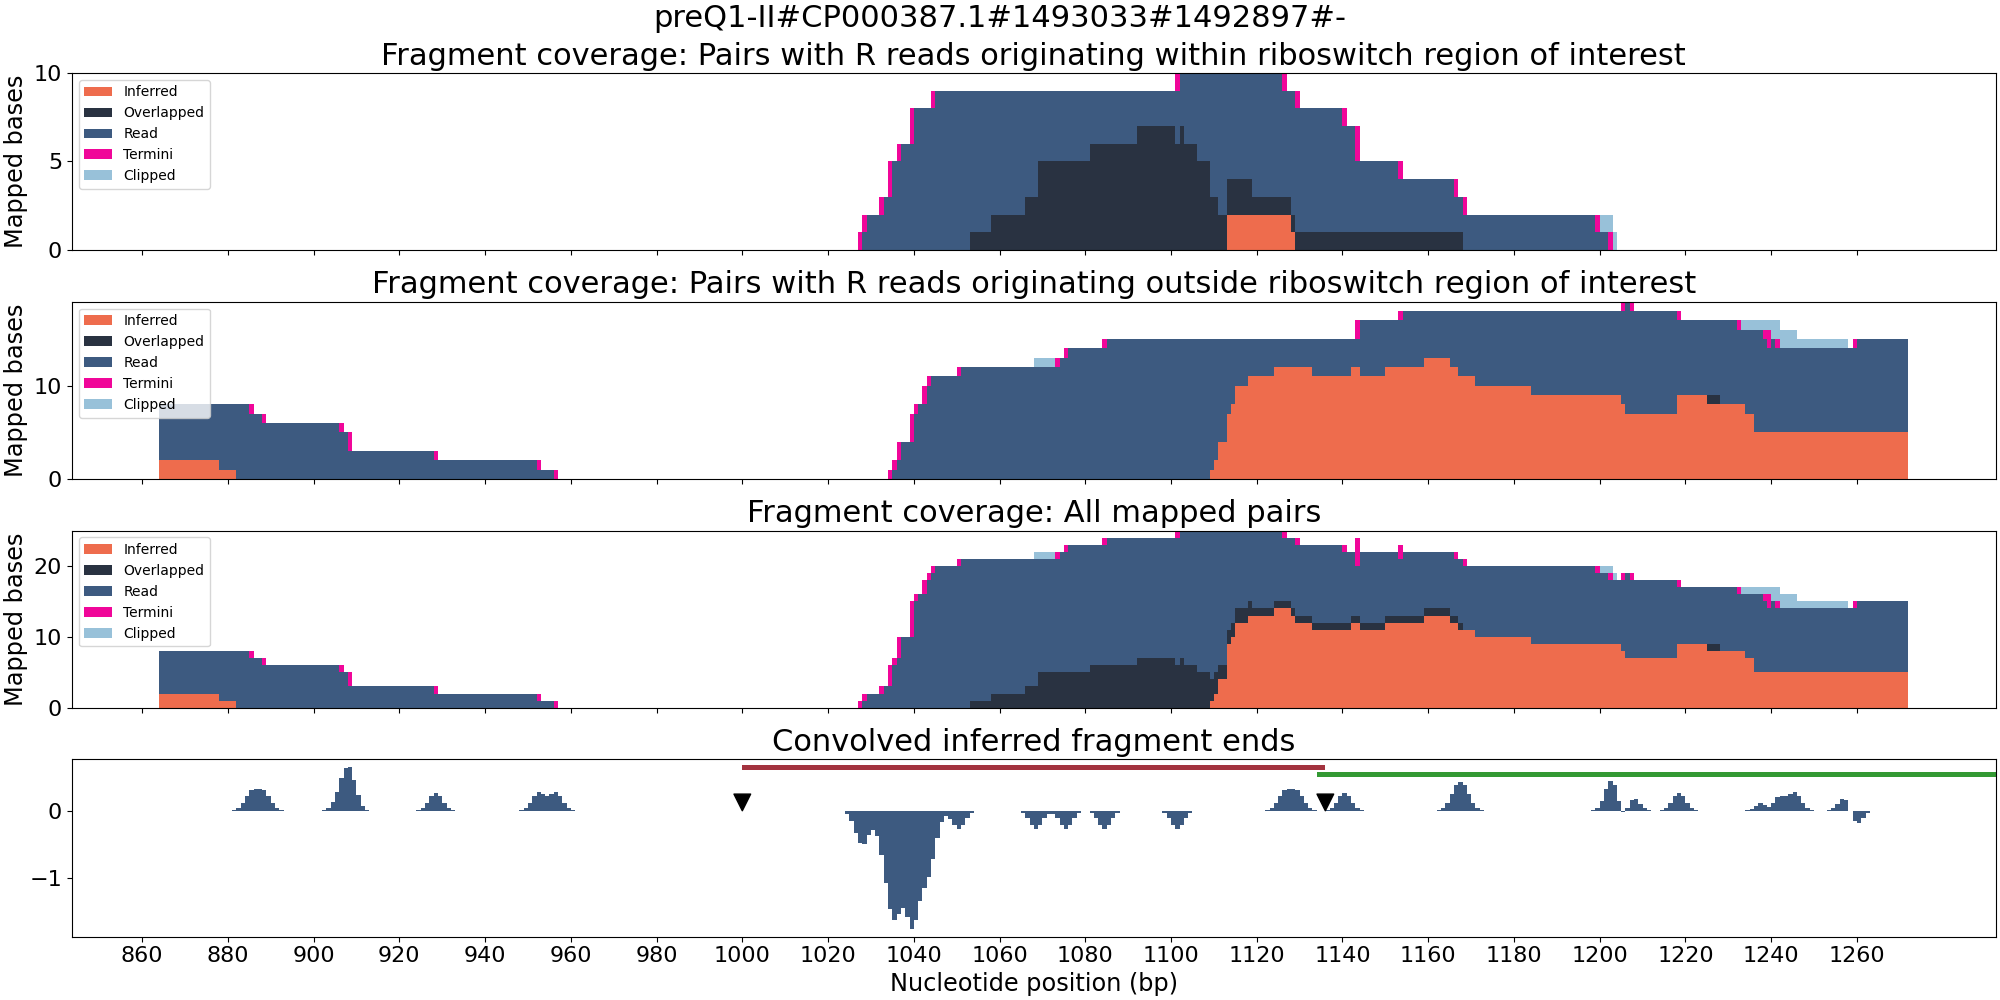 preQ1-II#CP000387.1#1493033#1492897#-
Fragment coverage: Pairs with R reads originating within riboswitch region of interest
Mapped bases
10
5
0
Inferred
Overlapped
Read
Termini
Clipped
Fragment coverage: Pairs with R reads originating outside riboswitch region of interest
Mapped bases
10
0
Inferred
Overlapped
Read
Termini
Clipped
Fragment coverage: All mapped pairs
Mapped bases
20
10
0
Inferred
Overlapped
Read
Termini
Clipped
Convolved inferred fragment ends
0
−1
860 880 900 920 940 960 980 1000 1020 1040 1060 1080 1100 1120 1140 1160 1180 1200 1220 1240 1260
Nucleotide position (bp)